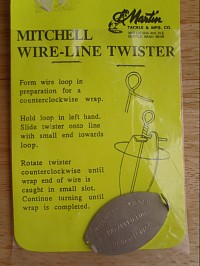 MITCHELL
Martin
TACKLE & MFG. CO.
WIRE-LINE TWISTER
Form wire loop in
preparation for a
counterclockwise wrap.
Hold loop in left hand.
Slide twister onto line
with small end towards
loop.
Rotate twister
counterclockwise until
wrap end of wire is
caught in small slot.
Continue turning until
wrap is completed.